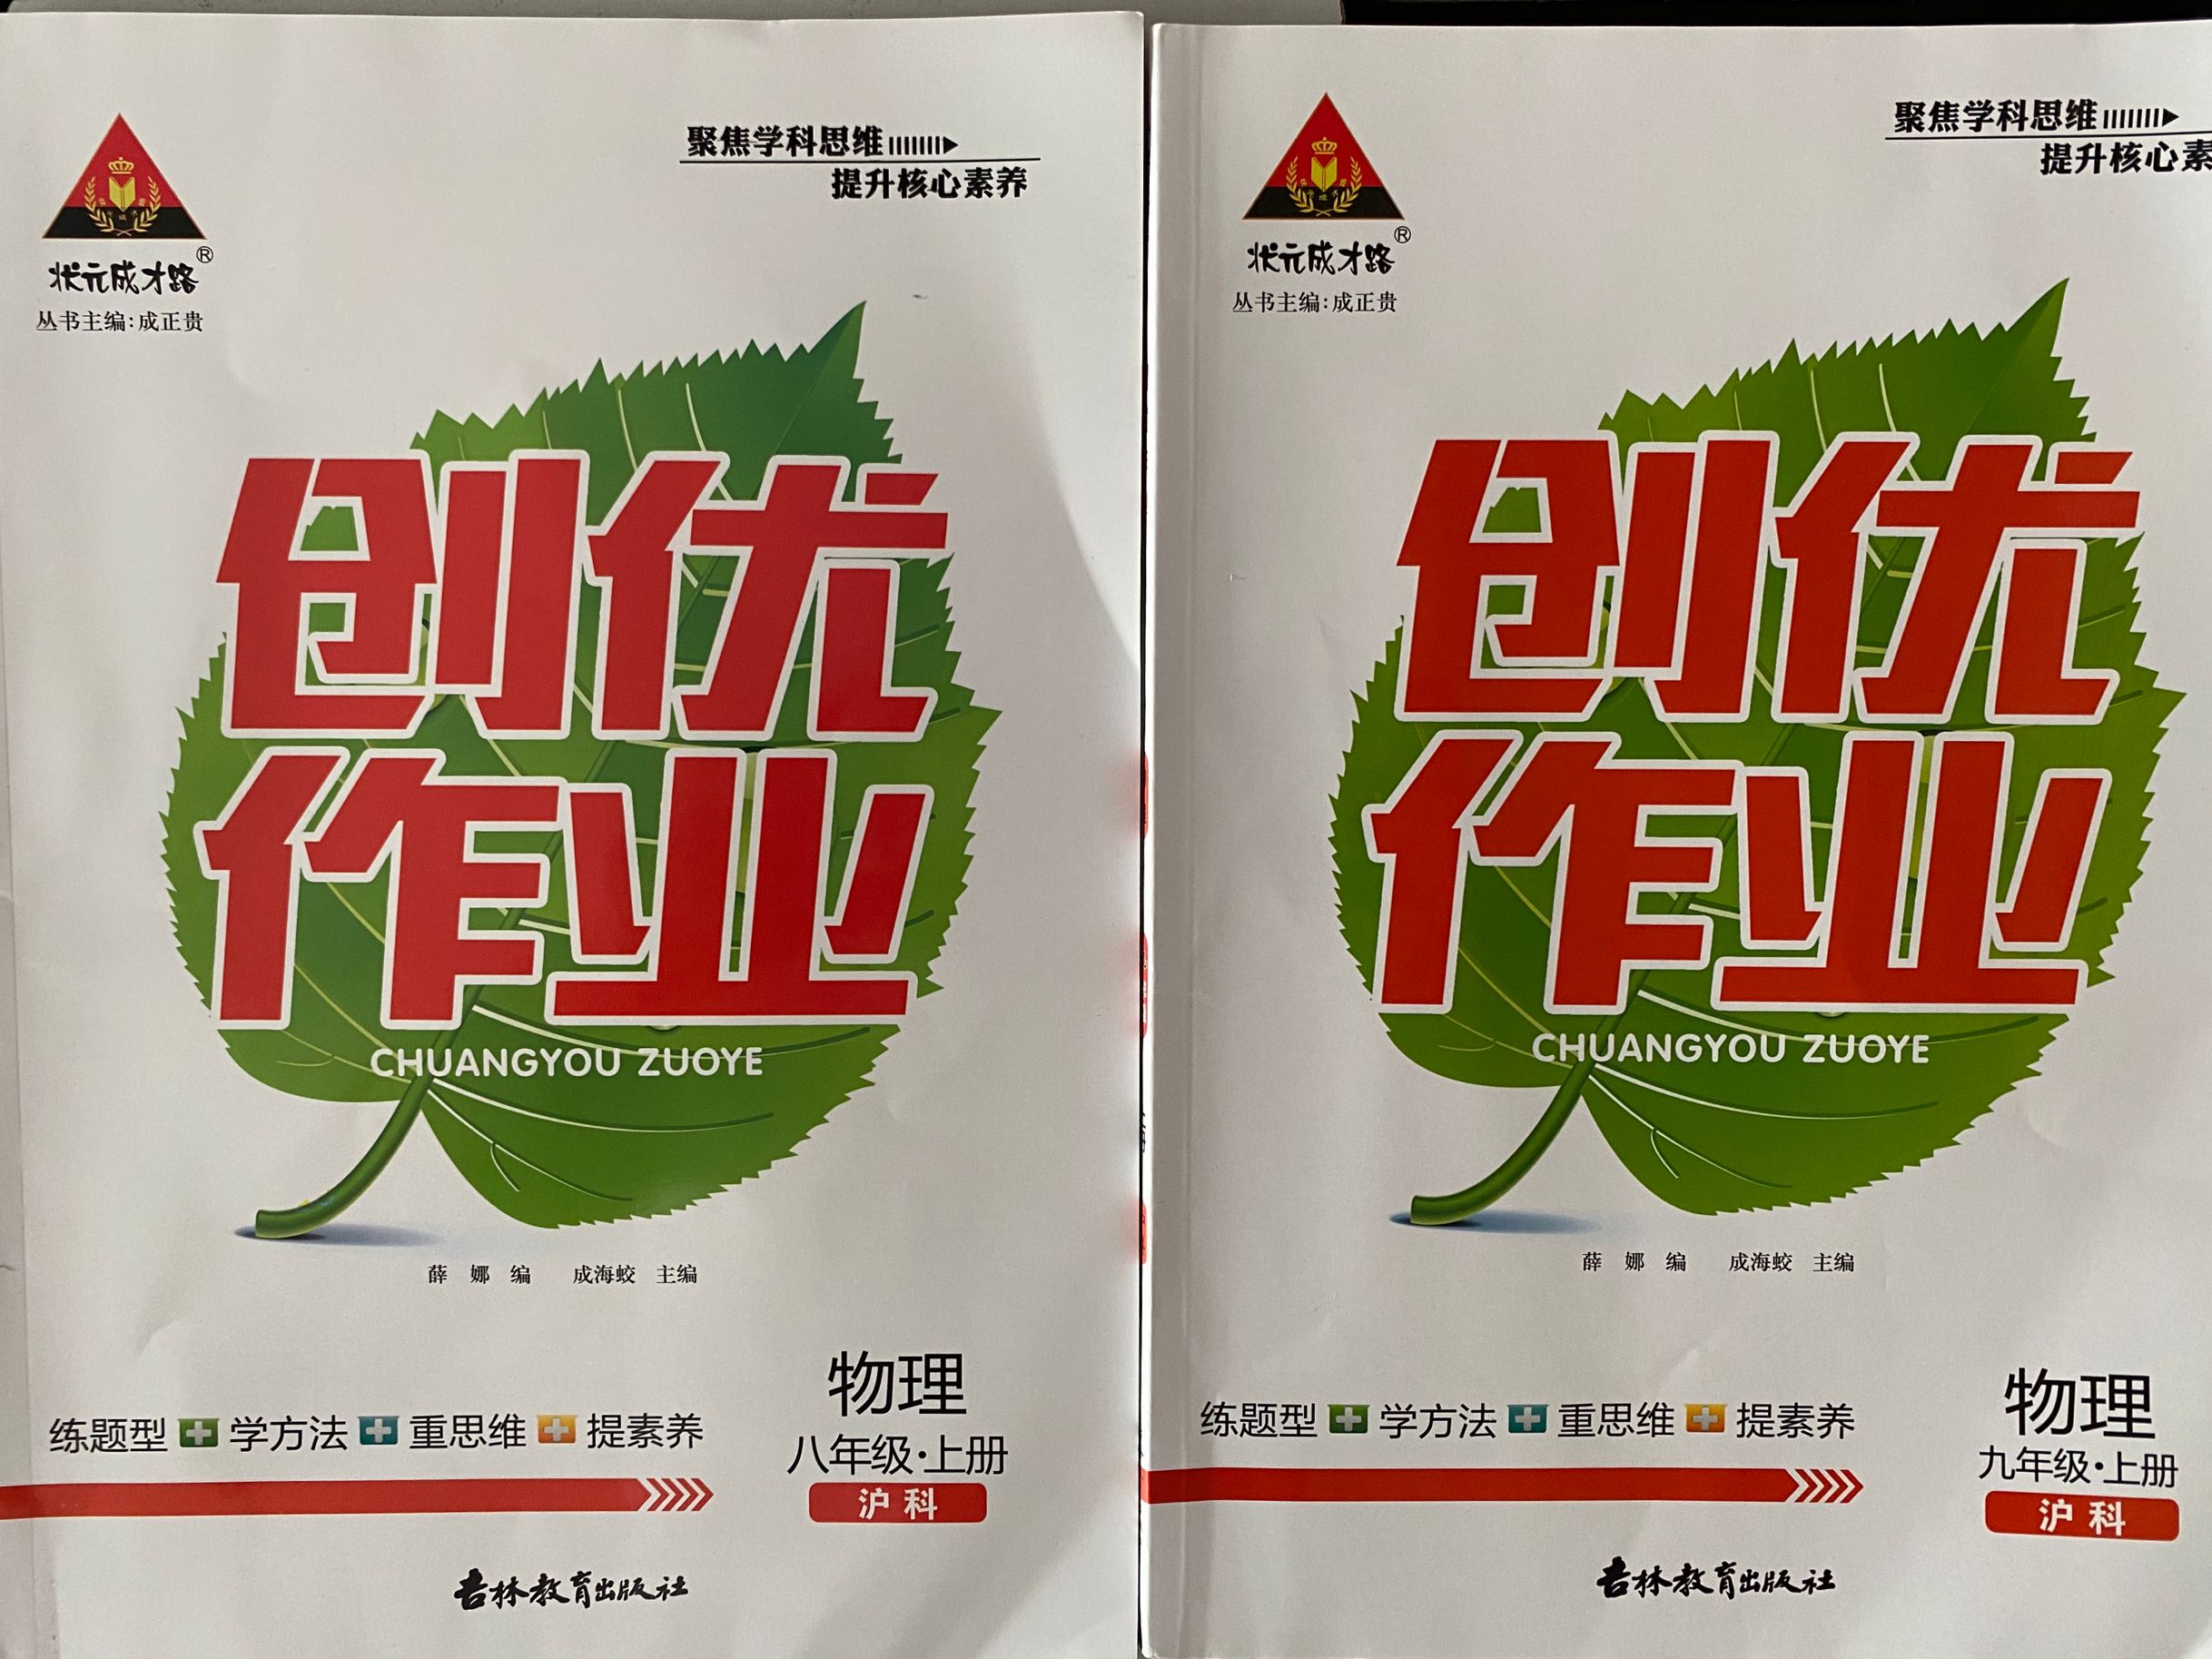 聚焦学科思维
提升核心素养
状元成才路®
丛书主编:成正贵
创优
作业
CHUANGYOU ZUOYE
薛 娜 编 成海蛟 主编
物理
八年级·上册
沪科
练题型 + 学方法 + 重思维 + 提素养
吉林教育出版社
聚焦学科思维
提升核心素
状元成才路®
丛书主编:成正贵
创优
作业
CHUANGYOU ZUOYE
薛 娜 编 成海蛟 主编
物理
九年级·上册
沪科
练题型 + 学方法 + 重思维 + 提素养
吉林教育出版社